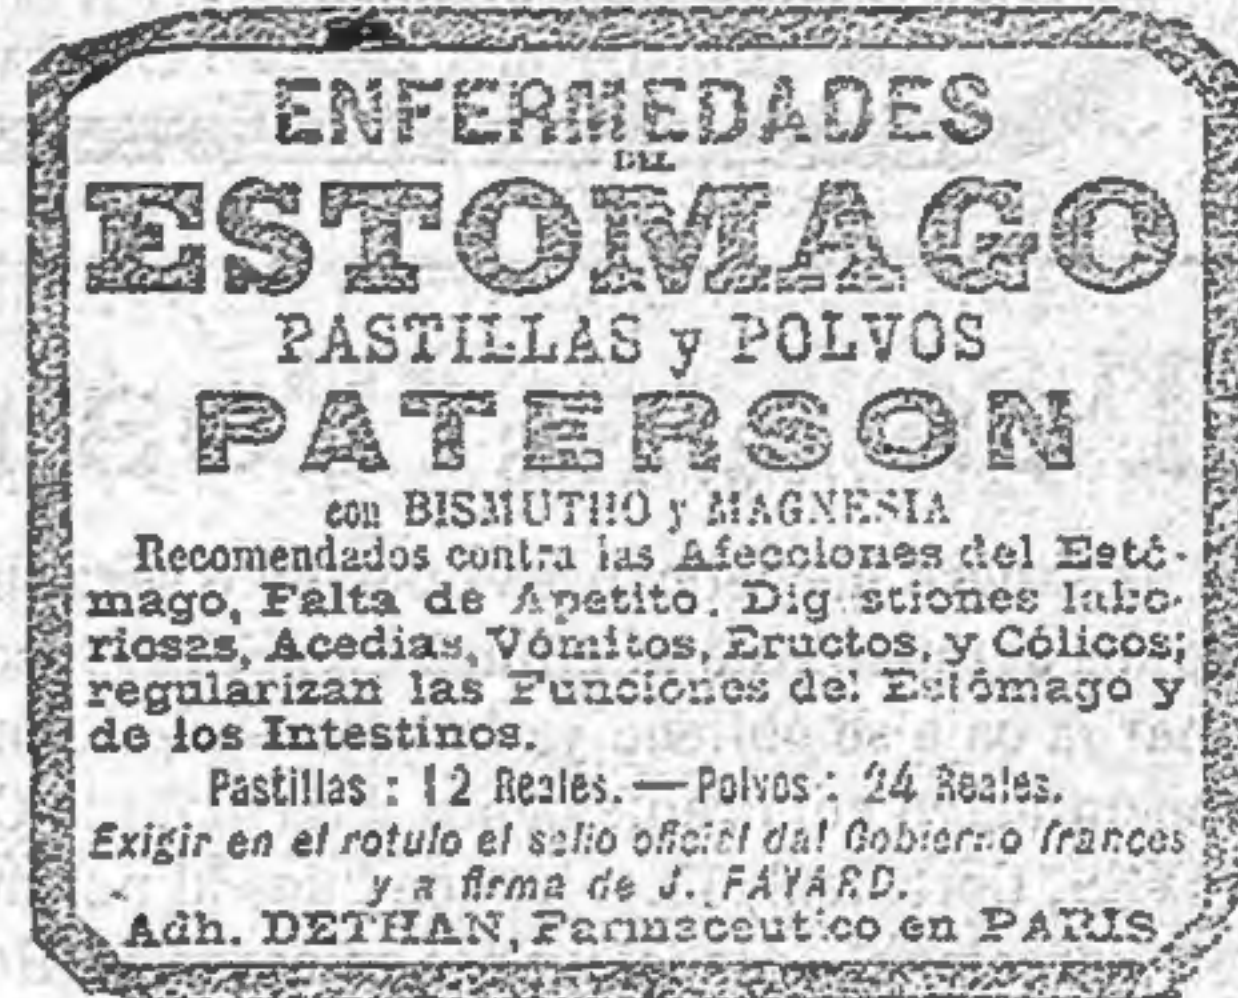 ENFERMEDADES
DEL
ESTOMAGO
PASTILLAS y POLVOS
PATERSON
con BISMUTHO y MAGNESIA
Recomendados contra las Afecciones del Estó-
mago, Falta de Apetito, Digestiones labo-
riosas, Acedias, Vómitos, Eructos, y Cólicos;
regularizan las Funciones del Estómago y
de los Intestinos.
Pastillas : 12 Reales. — Polvos : 24 Reales.
Exigir en el rotulo el sello oficial del Gobierno frances
y a firma de J. FAYARD.
Adh. DETHAN, Farmaceutico en PARIS